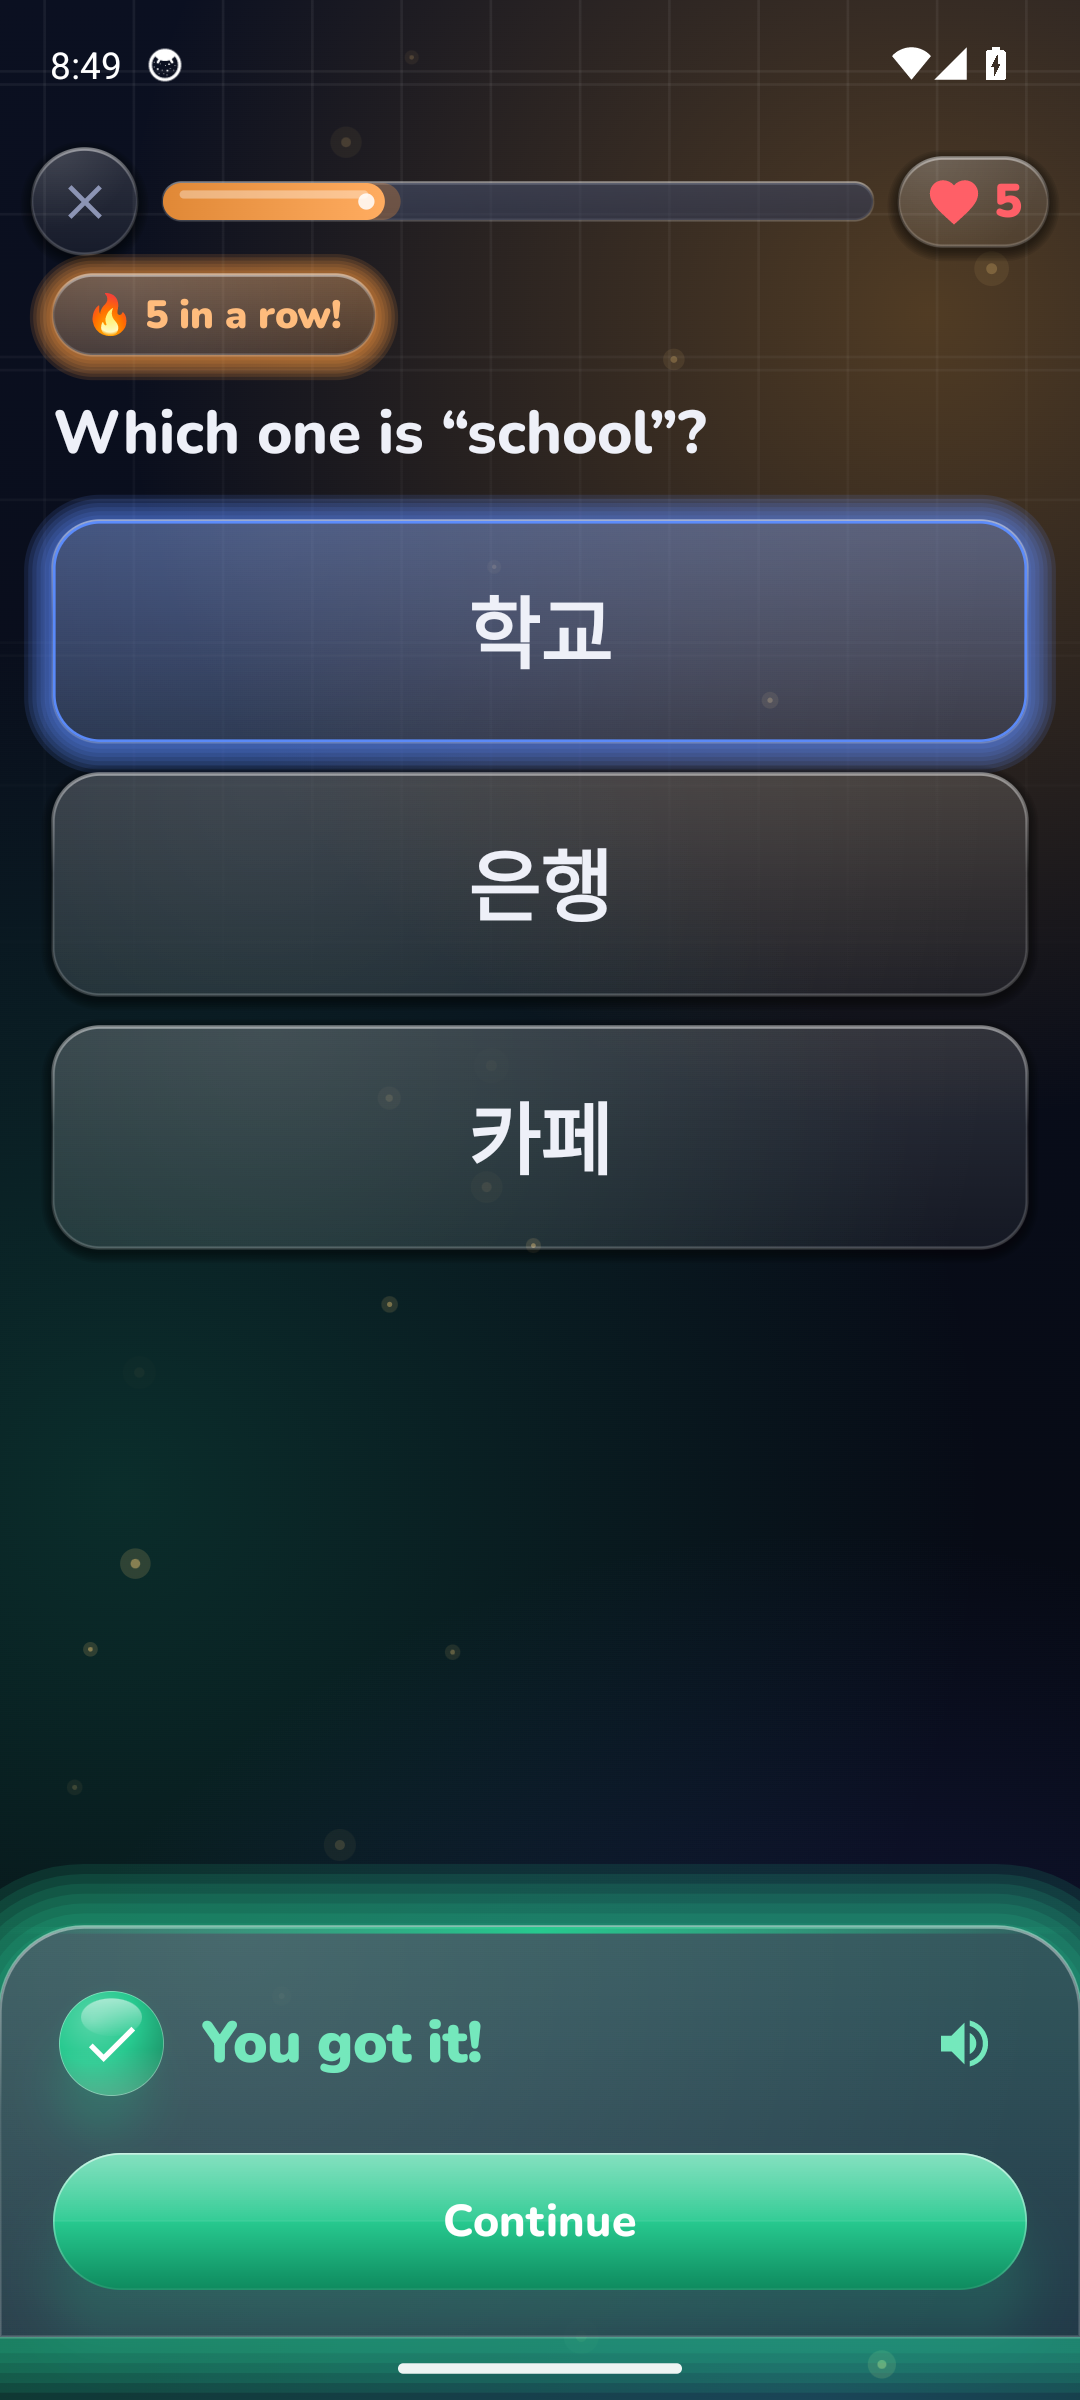 8:49
5
🔥 5 in a row!
Which one is “school”?
학교
은행
카페
You got it!
Continue